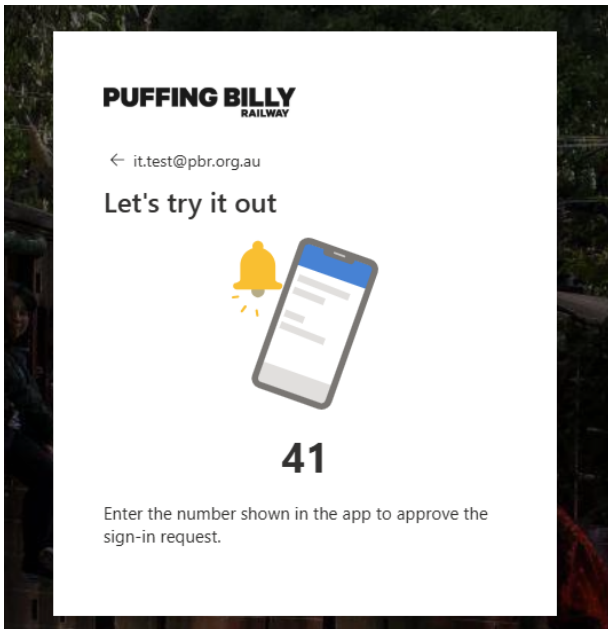 PUFFING BILLY
RAILWAY
← it.test@pbr.org.au
Let's try it out
41
Enter the number shown in the app to approve the
sign-in request.